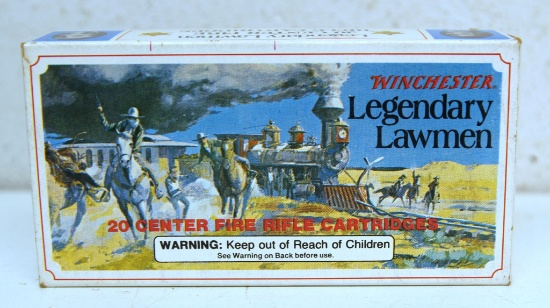 WINCHESTER
Legendary
Lawmen
20 CENTER FIRE RIFLE CARTRIDGES
WARNING: Keep out of Reach of Children
See Warning on Back before use.